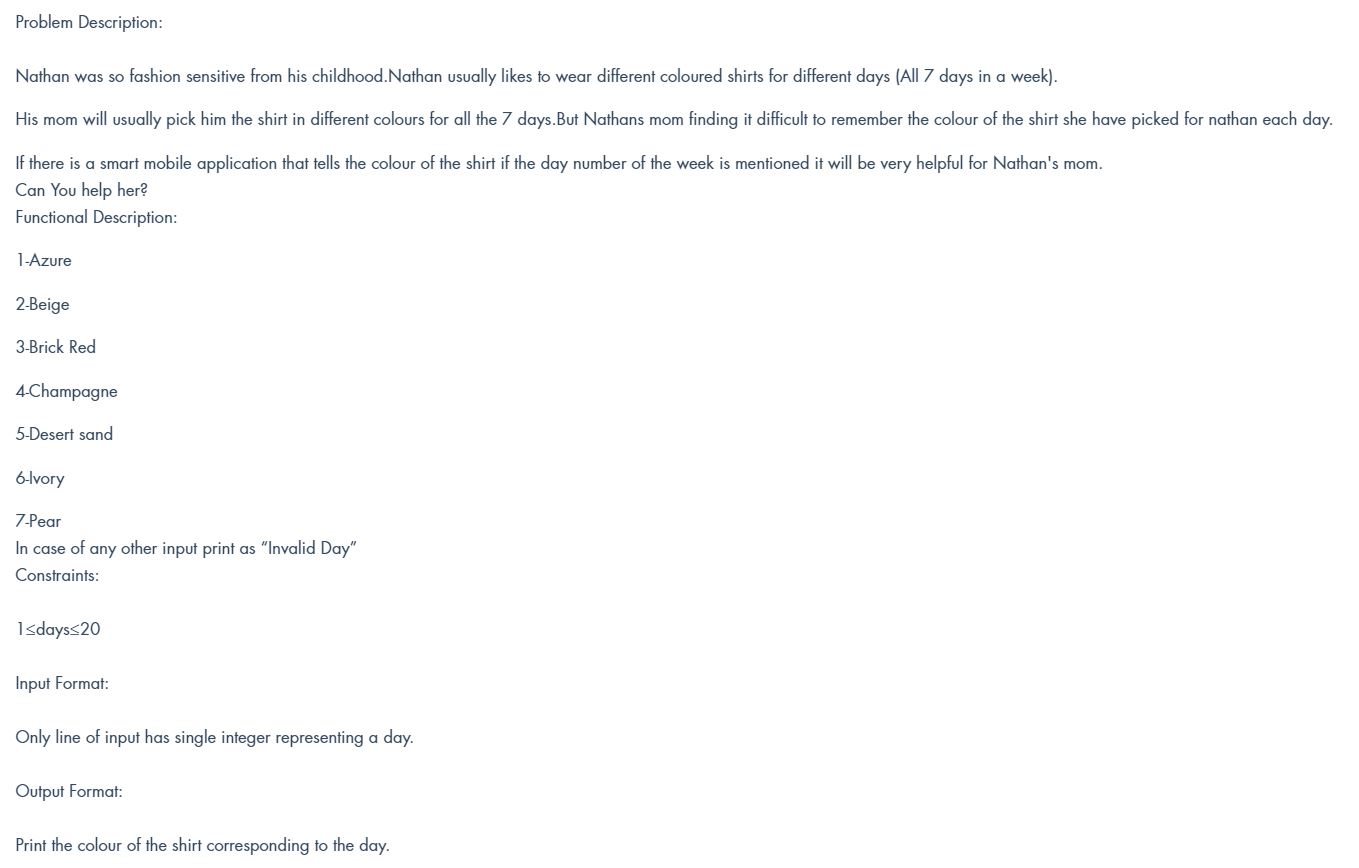 Problem Description:
Nathan was so fashion sensitive from his childhood.Nathan usually likes to wear different coloured shirts for different days (All 7 days in a week).
His mom will usually pick him the shirt in different colours for all the 7 days.But Nathans mom finding it difficult to remember the colour of the shirt she have picked for nathan each day.
If there is a smart mobile application that tells the colour of the shirt if the day number of the week is mentioned it will be very helpful for Nathan's mom.
Can You help her?
Functional Description:
1-Azure
2-Beige
3-Brick Red
4-Champagne
5-Desert sand
6-Ivory
7-Pear
In case of any other input print as “Invalid Day”
Constraints:
1≤days≤20
Input Format:
Only line of input has single integer representing a day.
Output Format:
Print the colour of the shirt corresponding to the day.